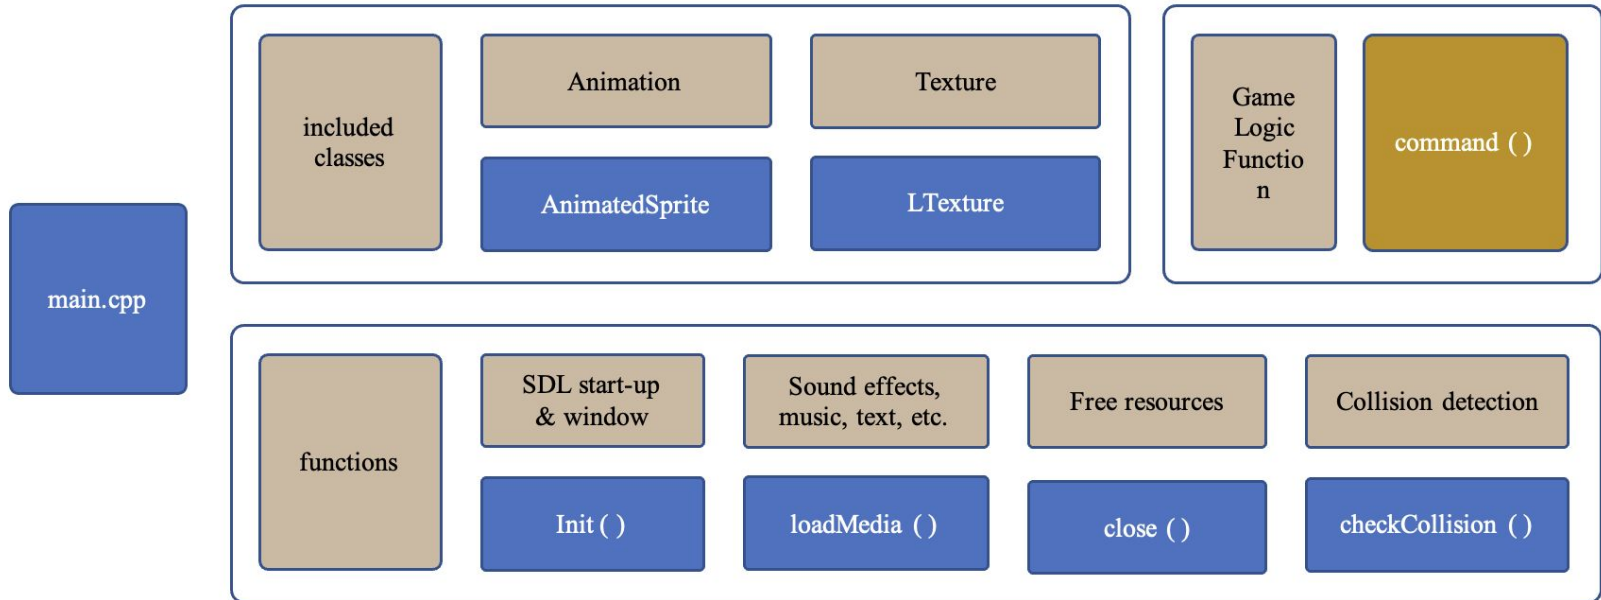 main.cpp
included
classes
Animation
Texture
AnimatedSprite
LTexture
Game
Logic
Functio
n
command ( )
functions
SDL start-up
& window
Sound effects,
music, text, etc.
Free resources
Collision detection
Init ( )
loadMedia ( )
close ( )
checkCollision ( )